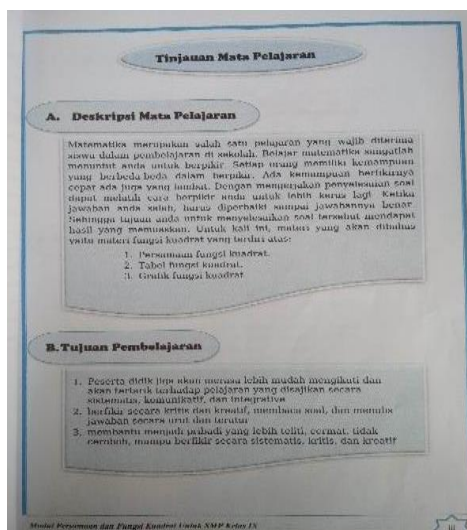 Tinjauan Mata Pelajaran
A. Deskripsi Mata Pelajaran
Matematika merupakan salah satu pelajaran yang wajib diterima
siswa dalam pembelajaran di sekolah. Belajar matematika sangatlah
menuntut anda untuk berpikir. Setiap orang memiliki kemampuan
yang berbeda-beda dalam berpikir. Ada kemampuan berfikirnya
cepat ada juga yang lambat. Dengan mengerjakan penyelesaian soal
dapat melatih cara berpikir anda untuk lebih keras lagi. Ketika
jawaban anda salah, harus diperbaiki sampai jawabannya benar.
Sehingga tujuan anda untuk menyelesaikan soal tersebut mendapat
hasil yang memuaskan. Untuk kali ini, materi yang akan dibahas
yaitu materi fungsi kuadrat yang terdiri atas:
1. Persamaan fungsi kuadrat.
2. Tabel fungsi kuadrat.
3. Grafik fungsi kuadrat
B. Tujuan Pembelajaran
1. Peserta didik juga akan merasa lebih mudah mengikuti dan
akan tertarik terhadap pelajaran yang disajikan secara
sistematis, komunikatif, dan integrative
2. berfikir secara kritis dan kreatif, membaca soal, dan menulis
jawaban secara urut dan teratur
3. membantu menjadi pribadi yang lebih teliti, cermat, tidak
ceroboh, mampu berfikir secara sistematis, kritis, dan kreatif
Modul Persamaan dan Fungsi Kuadrat Untuk SMP Kelas IX
iii